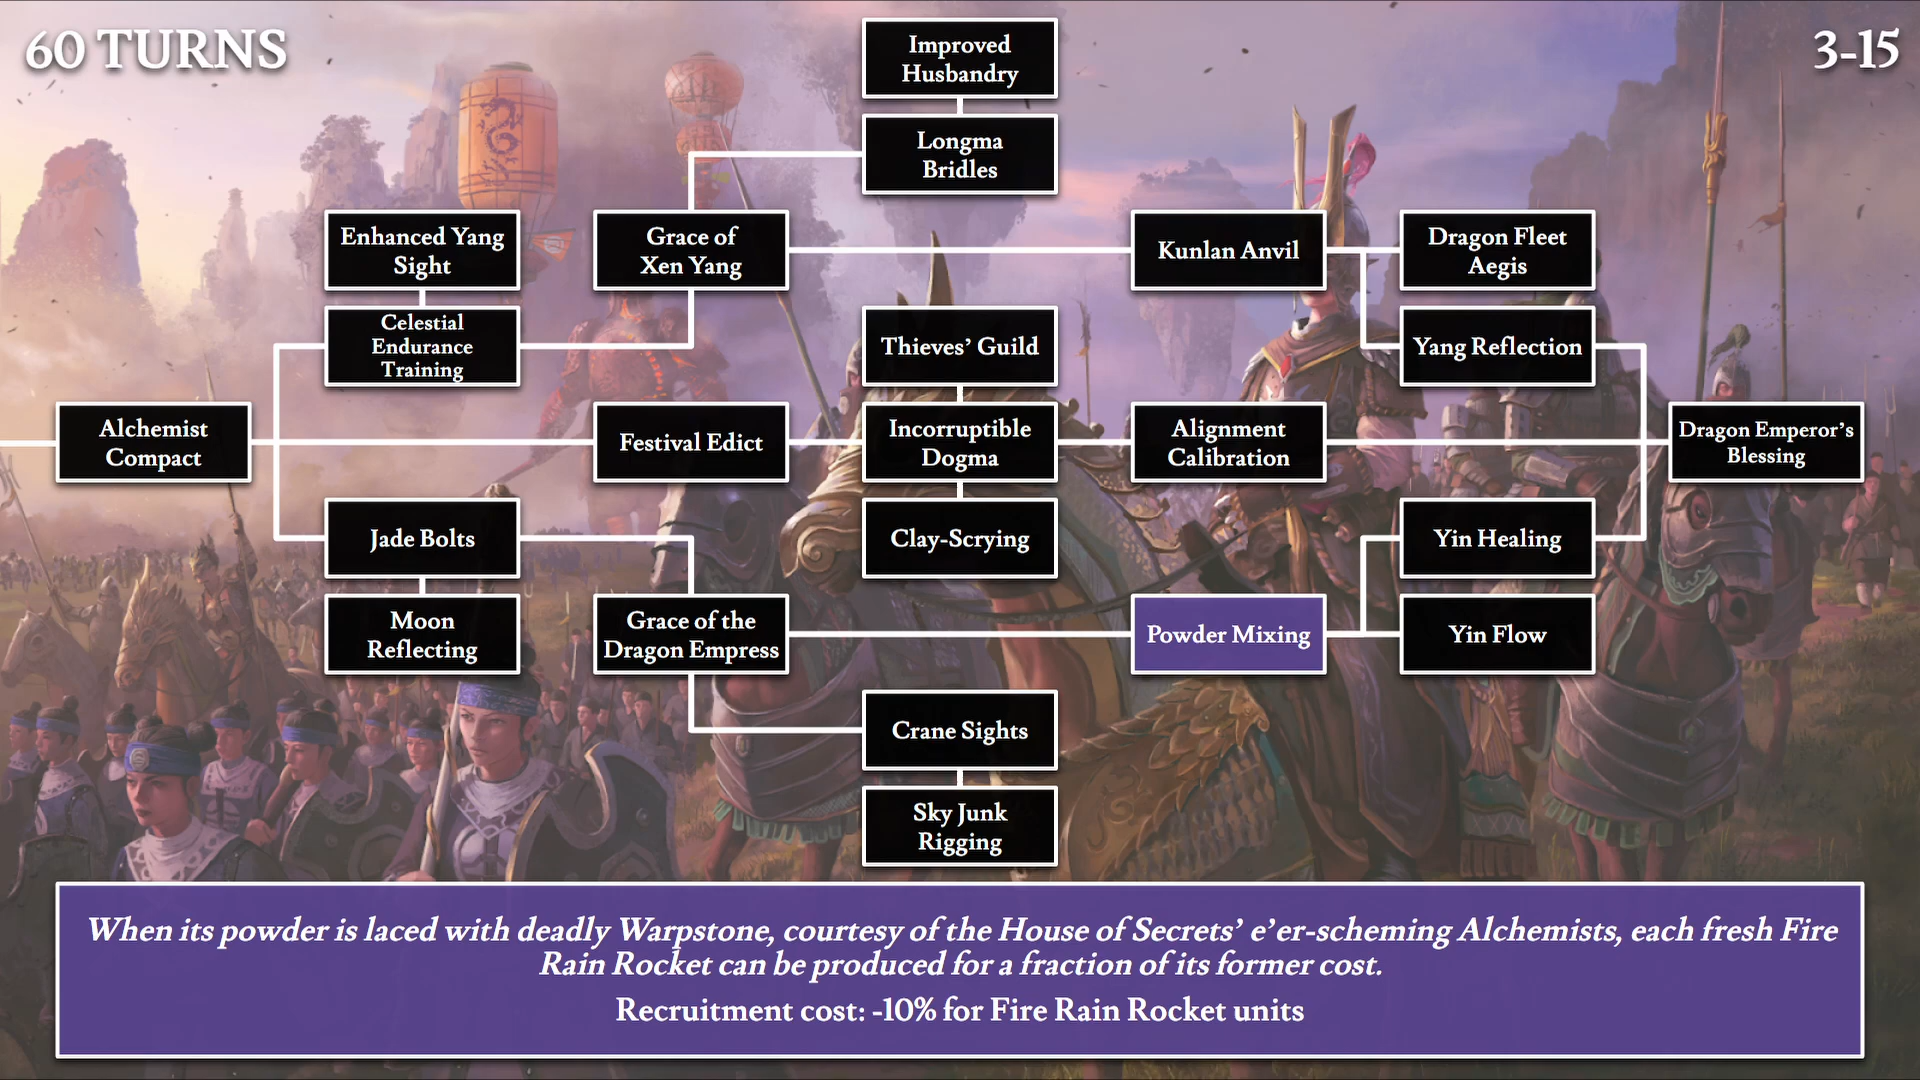 60 TURNS
3-15
Improved
Husbandry
Longma
Bridles
Enhanced Yang
Sight
Grace of
Xen Yang
Kunlan Anvil
Dragon Fleet
Aegis
Celestial
Endurance
Training
Thieves’ Guild
Yang Reflection
Alchemist
Compact
Festival Edict
Incorruptible
Dogma
Alignment
Calibration
Dragon Emperor’s
Blessing
Jade Bolts
Clay-Scrying
Yin Healing
Moon
Reflecting
Grace of the
Dragon Empress
Powder Mixing
Yin Flow
Crane Sights
Sky Junk
Rigging
When its powder is laced with deadly Warpstone, courtesy of the House of Secrets’ e’er-scheming Alchemists, each fresh Fire
Rain Rocket can be produced for a fraction of its former cost.
Recruitment cost: -10% for Fire Rain Rocket units